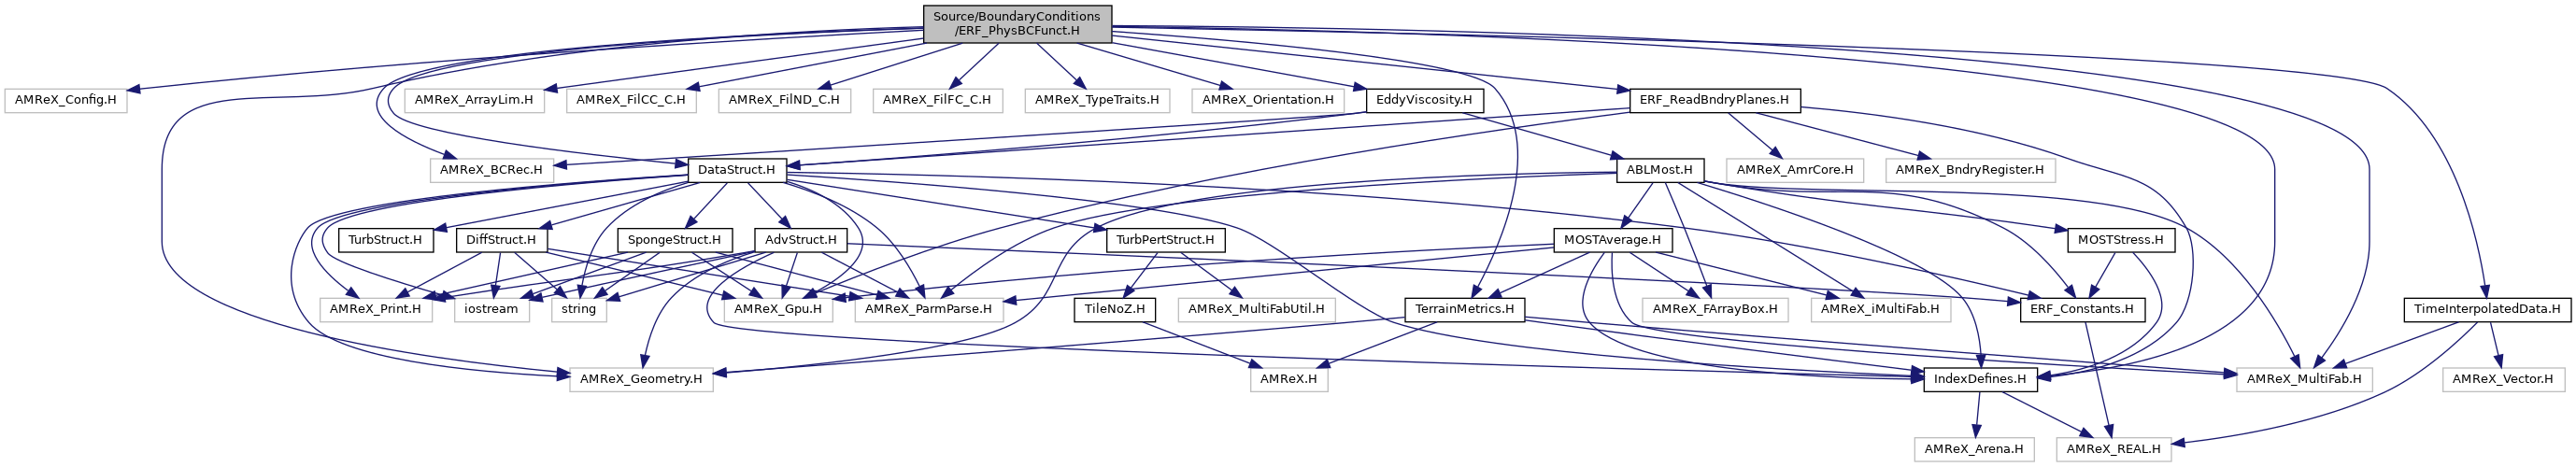 Source/BoundaryConditions
/ERF_PhysBCFunct.H
AMReX_Config.H
AMReX_ArrayLim.H
AMReX_FilCC_C.H
AMReX_FilND_C.H
AMReX_FilFC_C.H
AMReX_TypeTraits.H
AMReX_Orientation.H
EddyViscosity.H
ERF_ReadBndryPlanes.H
AMReX_BCRec.H
DataStruct.H
ABLMost.H
AMReX_AmrCore.H
AMReX_BndryRegister.H
TurbStruct.H
DiffStruct.H
SpongeStruct.H
AdvStruct.H
TurbPertStruct.H
MOSTAverage.H
MOSTStress.H
AMReX_Print.H
iostream
string
AMReX_Gpu.H
AMReX_ParmParse.H
TileNoZ.H
AMReX_MultiFabUtil.H
TerrainMetrics.H
AMReX_FArrayBox.H
AMReX_iMultiFab.H
ERF_Constants.H
TimeInterpolatedData.H
AMReX_Geometry.H
AMReX.H
IndexDefines.H
AMReX_MultiFab.H
AMReX_Vector.H
AMReX_Arena.H
AMReX_REAL.H